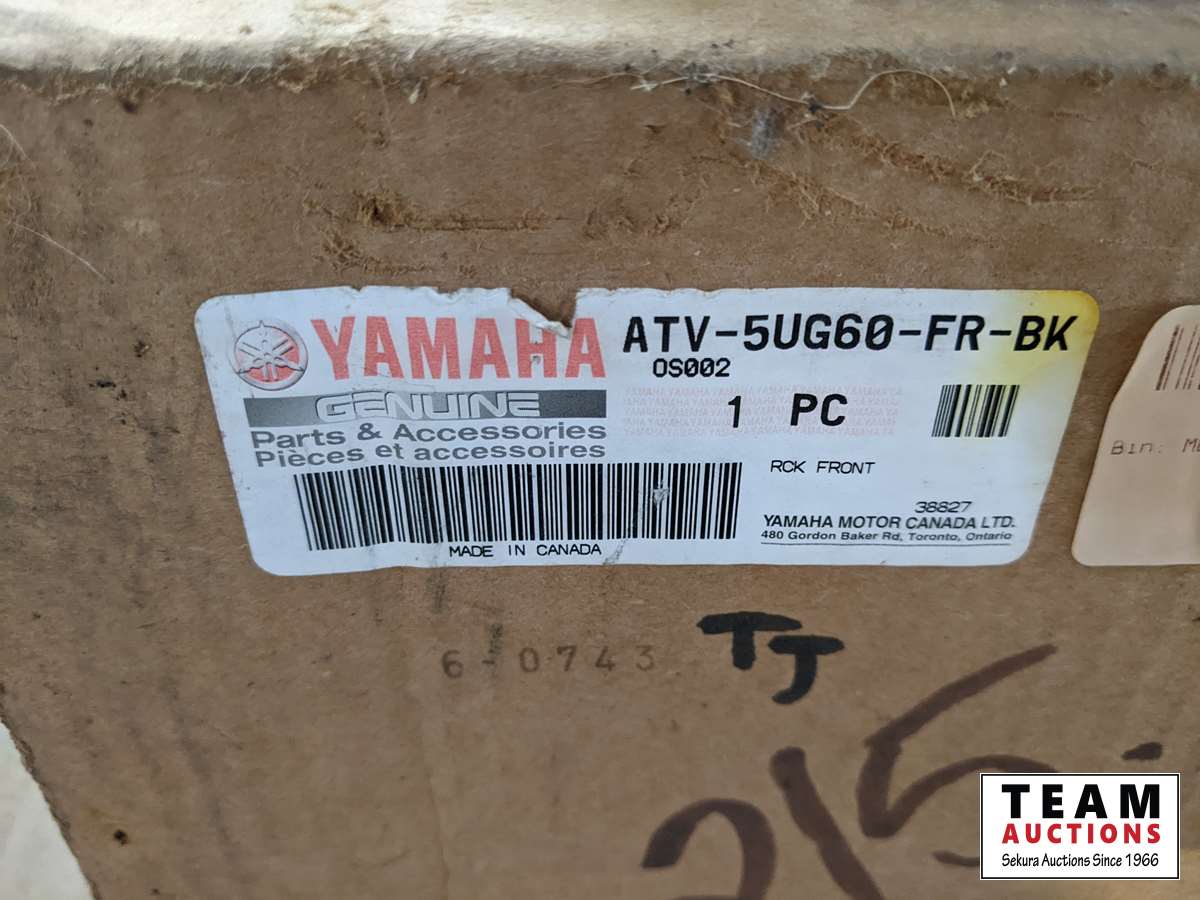 YAMAHA
GENUINE
Parts & Accessories
Pièces et accessoires
MADE IN CANADA
ATV-5UG60-FR-BK
OS002
1 PC
RCK FRONT
38827
YAMAHA MOTOR CANADA LTD.
480 Gordon Baker Rd, Toronto, Ontario
Bin:
6-0743
TJ
215.
TEAM
AUCTIONS
Sekura Auctions Since 1966